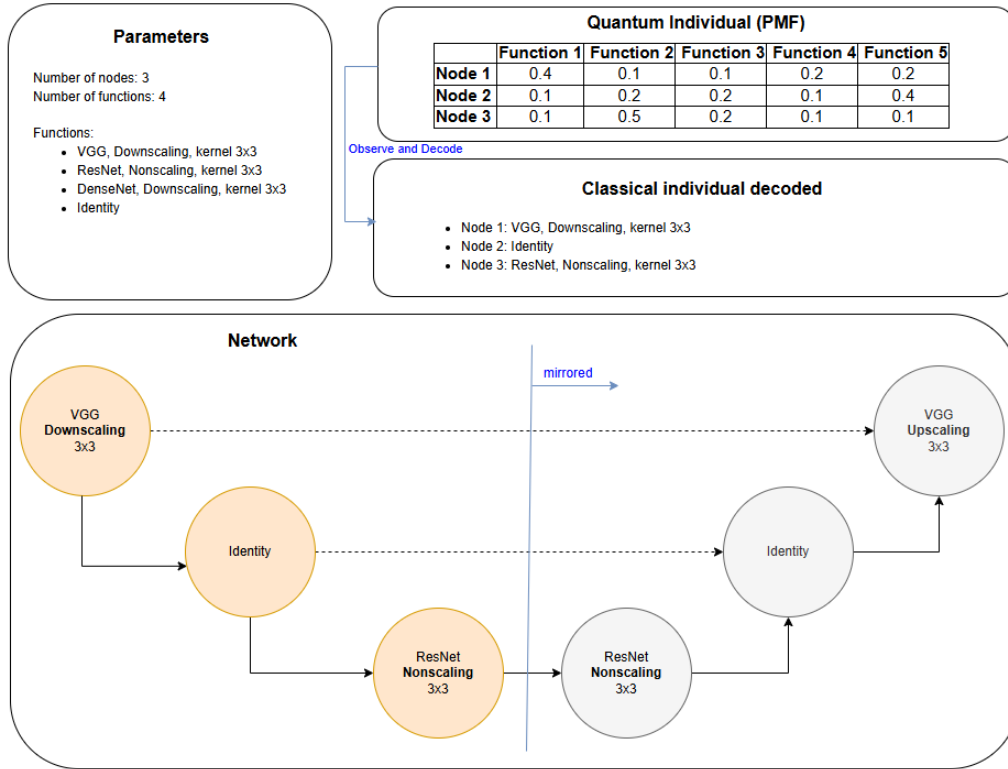 Parameters
Number of nodes: 3
Number of functions: 4
Functions:
VGG, Downscaling, kernel 3x3
ResNet, Nonscaling, kernel 3x3
DenseNet, Downscaling, kernel 3x3
Identity
Quantum Individual (PMF)
Function 1 Function 2 Function 3 Function 4 Function 5
Node 1 0.4 0.1 0.1 0.2 0.2
Node 2 0.1 0.2 0.2 0.1 0.4
Node 3 0.1 0.5 0.2 0.1 0.1
Observe and Decode
Classical individual decoded
Node 1: VGG, Downscaling, kernel 3x3
Node 2: Identity
Node 3: ResNet, Nonscaling, kernel 3x3
Network
mirrored
VGG
Downscaling
3x3
VGG
Upscaling
3x3
Identity
Identity
ResNet
Nonscaling
3x3
ResNet
Nonscaling
3x3